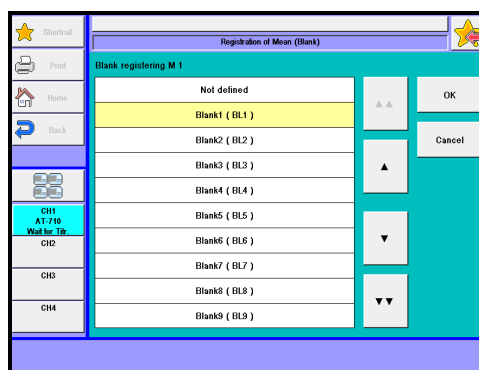 Shortcut
Print
Home
Back
CH1
AT-710
Wait for Titr.
CH2
CH3
CH4
Registration of Mean (Blank)
Blank registering M 1
Not defined
Blank1 ( BL1 )
Blank2 ( BL2 )
Blank3 ( BL3 )
Blank4 ( BL4 )
Blank5 ( BL5 )
Blank6 ( BL6 )
Blank7 ( BL7 )
Blank8 ( BL8 )
Blank9 ( BL9 )
OK
Cancel